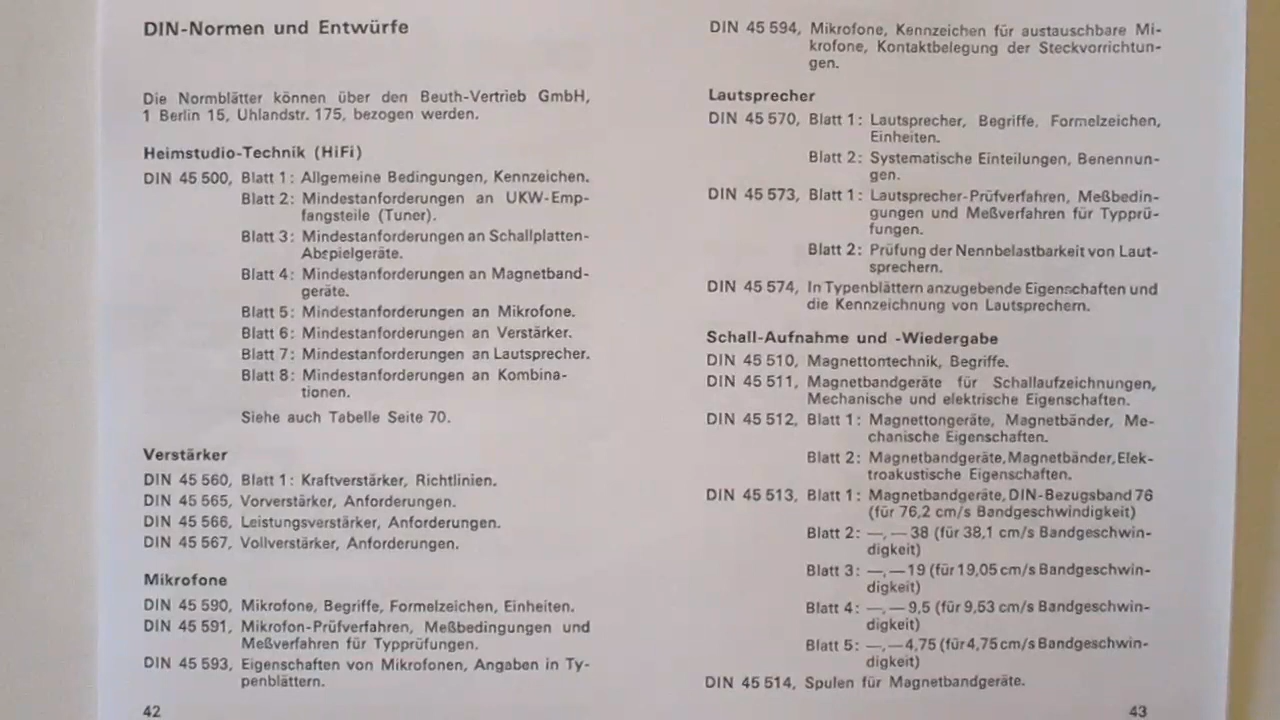 DIN-Normen und Entwürfe
Die Normblätter können über den Beuth-Vertrieb GmbH,
1 Berlin 15, Uhlandstr. 175, bezogen werden.
Heimstudio-Technik (HiFi)
DIN 45 500, Blatt 1: Allgemeine Bedingungen, Kennzeichen.
Blatt 2: Mindestanforderungen an UKW-Emp-
fangsteile (Tuner).
Blatt 3: Mindestanforderungen an Schallplatten-
Abspielgeräte.
Blatt 4: Mindestanforderungen an Magnetband-
geräte.
Blatt 5: Mindestanforderungen an Mikrofone.
Blatt 6: Mindestanforderungen an Verstärker.
Blatt 7: Mindestanforderungen an Lautsprecher.
Blatt 8: Mindestanforderungen an Kombina-
tionen.
Siehe auch Tabelle Seite 70.
Verstärker
DIN 45 560, Blatt 1: Kraftverstärker, Richtlinien.
DIN 45 565, Vorverstärker, Anforderungen.
DIN 45 566, Leistungsverstärker, Anforderungen.
DIN 45 567, Vollverstärker, Anforderungen.
Mikrofone
DIN 45 590, Mikrofone, Begriffe, Formelzeichen, Einheiten.
DIN 45 591, Mikrofon-Prüfverfahren, Meßbedingungen und
Meßverfahren für Typprüfungen.
DIN 45 593, Eigenschaften von Mikrofonen, Angaben in Ty-
penblättern.
42
DIN 45 594, Mikrofone, Kennzeichen für austauschbare Mi-
krofone, Kontaktbelegung der Steckvorrichtun-
gen.
Lautsprecher
DIN 45 570, Blatt 1: Lautsprecher, Begriffe, Formelzeichen,
Einheiten.
Blatt 2: Systematische Einteilungen, Benennun-
gen.
DIN 45 573, Blatt 1: Lautsprecher-Prüfverfahren, Meßbedin-
gungen und Meßverfahren für Typprü-
fungen.
Blatt 2: Prüfung der Nennbelastbarkeit von Laut-
sprechern.
DIN 45 574, In Typenblättern anzugebende Eigenschaften und
die Kennzeichnung von Lautsprechern.
Schall-Aufnahme und -Wiedergabe
DIN 45 510, Magnettontechnik, Begriffe.
DIN 45 511, Magnetbandgeräte für Schallaufzeichnungen,
Mechanische und elektrische Eigenschaften.
DIN 45 512, Blatt 1: Magnettongeräte, Magnetbänder, Me-
chanische Eigenschaften.
Blatt 2: Magnetbandgeräte, Magnetbänder, Elek-
troakustische Eigenschaften.
DIN 45 513, Blatt 1: Magnetbandgeräte, DIN-Bezugsband 76
(für 76,2 cm/s Bandgeschwindigkeit)
Blatt 2: —,— 38 (für 38,1 cm/s Bandgeschwin-
digkeit)
Blatt 3: —,— 19 (für 19,05 cm/s Bandgeschwin-
digkeit)
Blatt 4: —,— 9,5 (für 9,53 cm/s Bandgeschwin-
digkeit)
Blatt 5: —,— 4,75 (für 4,75 cm/s Bandgeschwin-
digkeit)
DIN 45 514, Spulen für Magnetbandgeräte.
43